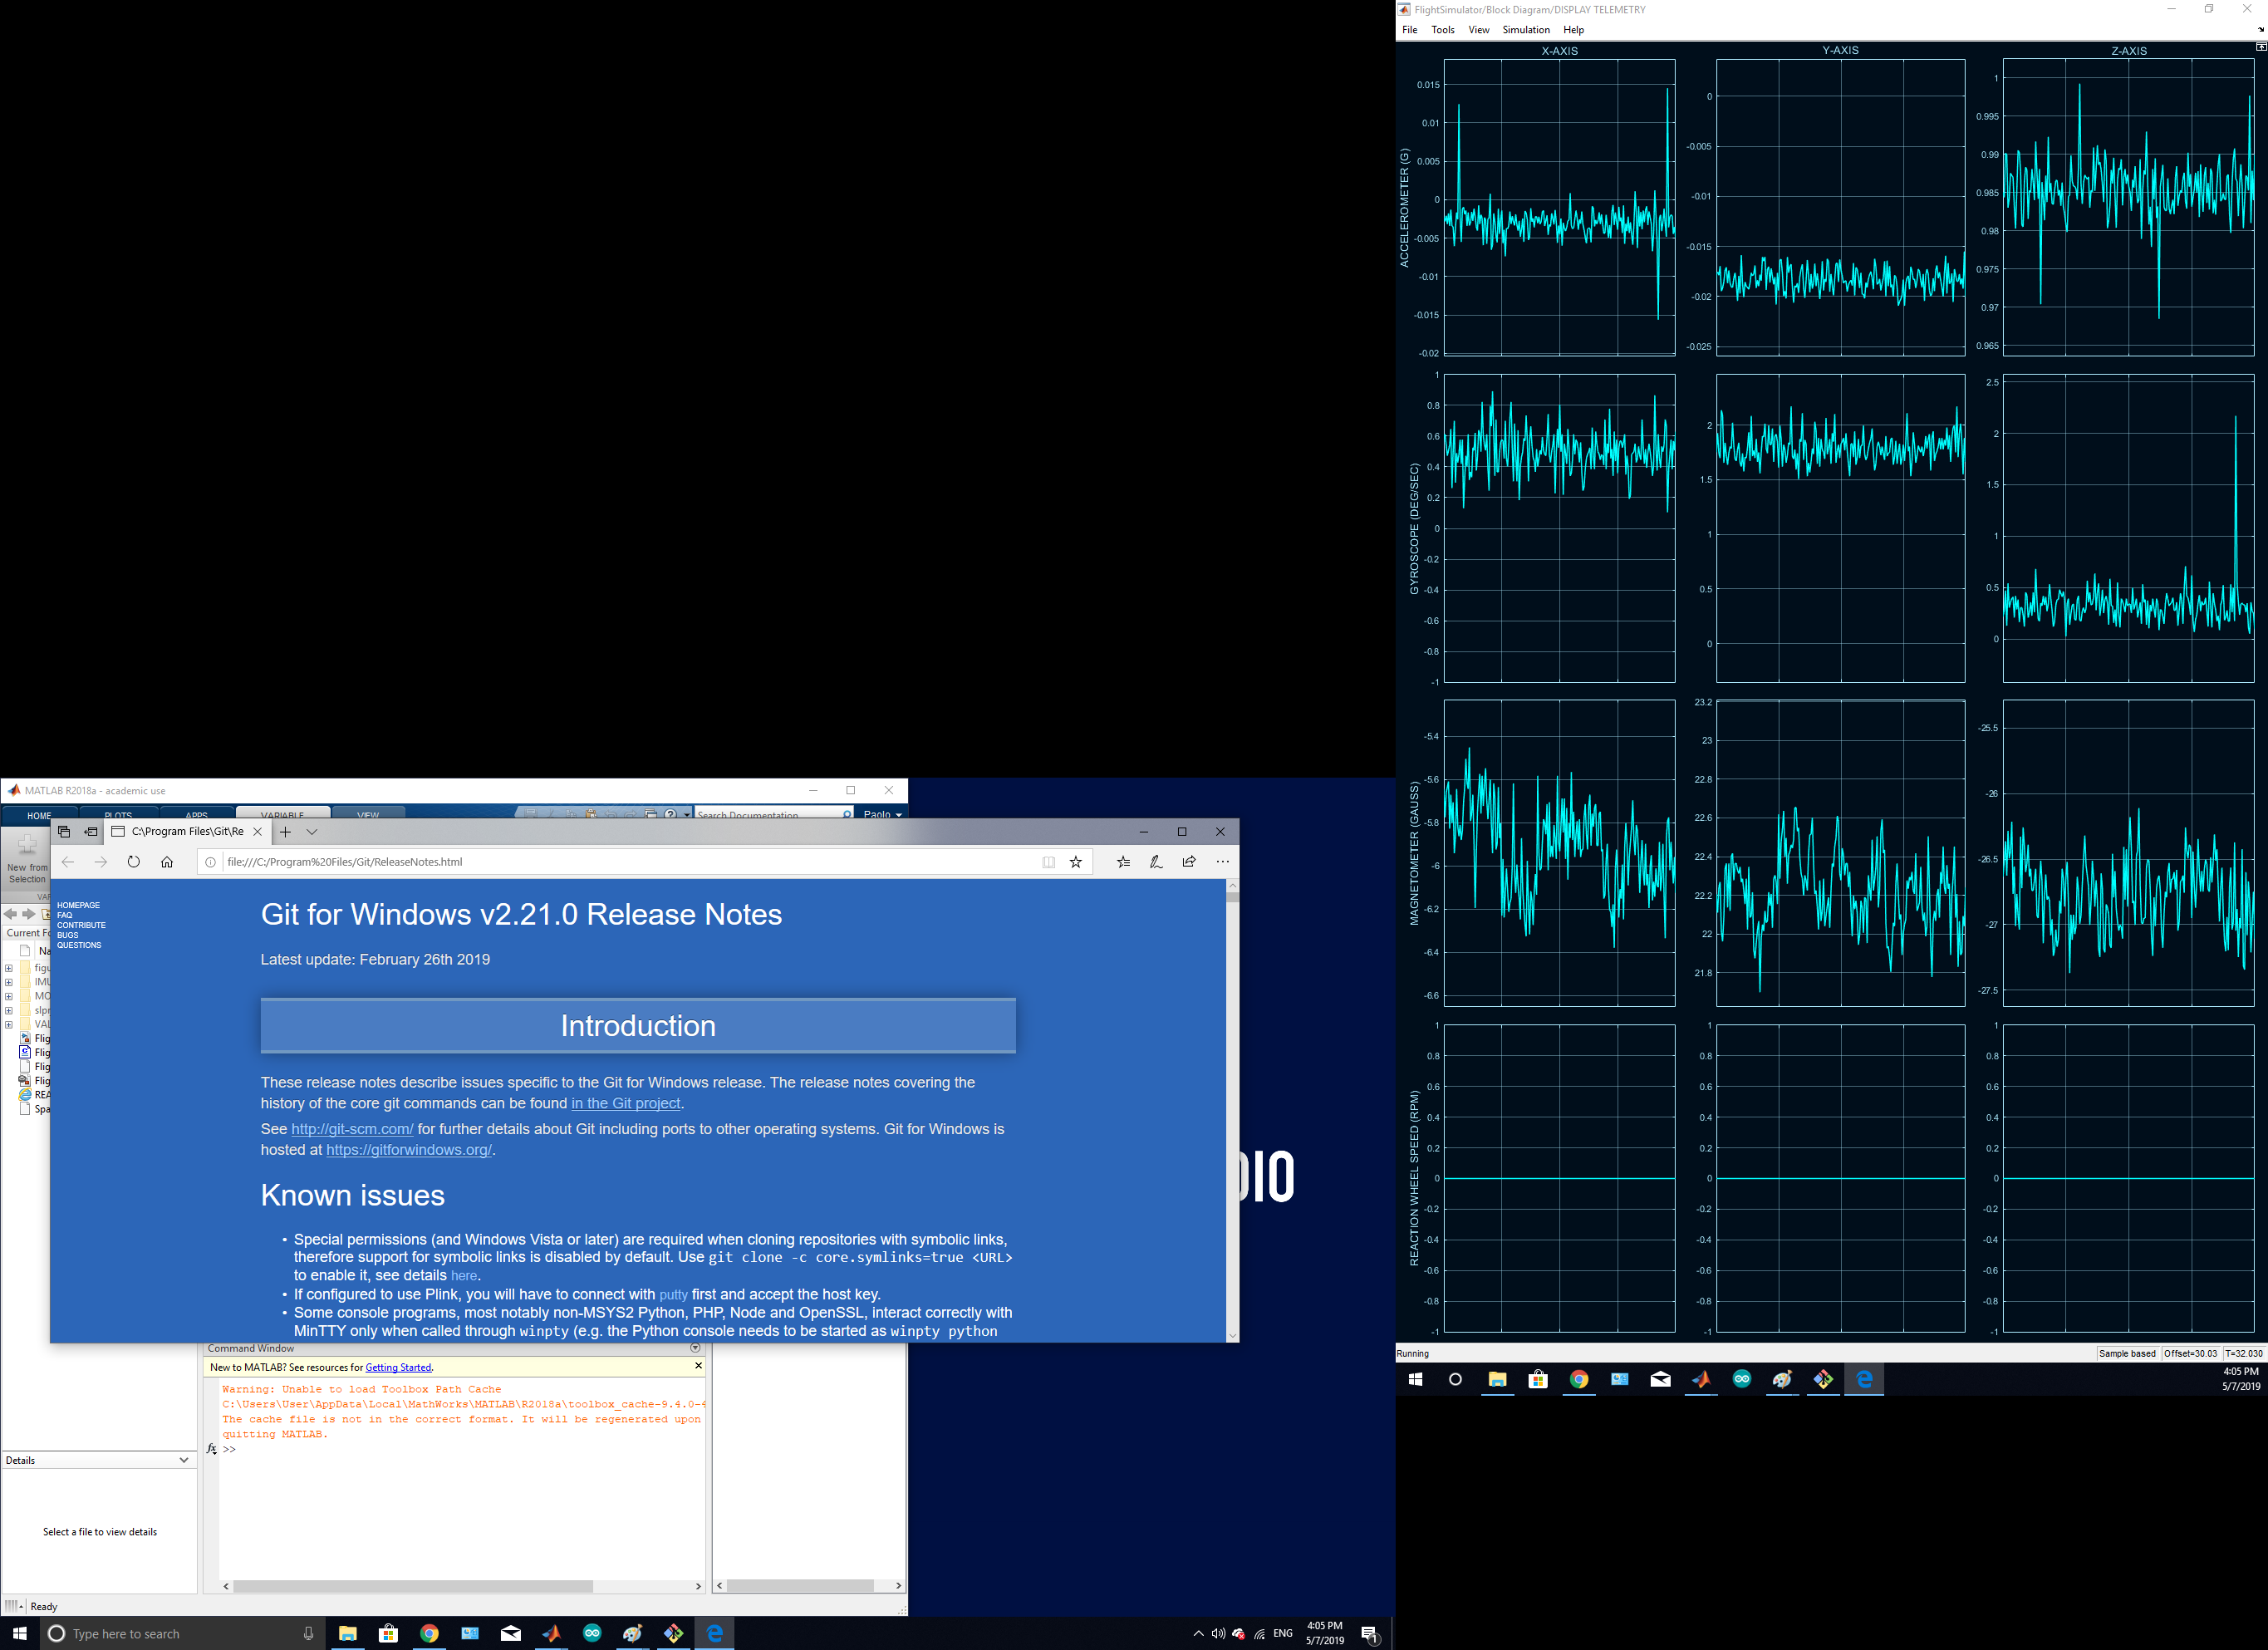 FlightSimulator/Block Diagram/DISPLAY TELEMETRY
File Tools View Simulation Help
X-AXIS Y-AXIS Z-AXIS
ACCELEROMETER (G)
0.015
0.01
0.005
0
-0.005
-0.01
-0.015
-0.02
0
-0.005
-0.01
-0.015
-0.02
-0.025
1
0.995
0.99
0.985
0.98
0.975
0.97
0.965
GYROSCOPE (DEG/SEC)
1
0.8
0.6
0.4
0.2
0
-0.2
-0.4
-0.6
-0.8
-1
2
1.5
1
0.5
0
2.5
2
1.5
1
0.5
0
MAGNETOMETER (GAUSS)
-5.4
-5.6
-5.8
-6
-6.2
-6.4
-6.6
23.2
23
22.8
22.6
22.4
22.2
22
21.8
-25.5
-26
-26.5
-27
-27.5
REACTION WHEEL SPEED (RPM)
1
0.8
0.6
0.4
0.2
0
-0.2
-0.4
-0.6
-0.8
-1
1
0.8
0.6
0.4
0.2
0
-0.2
-0.4
-0.6
-0.8
-1
1
0.8
0.6
0.4
0.2
0
-0.2
-0.4
-0.6
-0.8
-1
Running Sample based Offset=30.03 T=32.030
4:05 PM
5/7/2019
MATLAB R2018a - academic use
HOME PLOTS APPS VARIABLE VIEW Search Documentation Paolo
New from
Selection
VAR
Current Fo
Na
figu
IMU
MO
slpr
VAL
Flig
Flig
Flig
Flig
REA
Spa
C:\Program Files\Git\Re
file:///C:/Program%20Files/Git/ReleaseNotes.html
HOMEPAGE
FAQ
CONTRIBUTE
BUGS
QUESTIONS
Git for Windows v2.21.0 Release Notes
Latest update: February 26th 2019
Introduction
These release notes describe issues specific to the Git for Windows release. The release notes covering the
history of the core git commands can be found in the Git project.
See http://git-scm.com/ for further details about Git including ports to other operating systems. Git for Windows is
hosted at https://gitforwindows.org/.
Known issues
• Special permissions (and Windows Vista or later) are required when cloning repositories with symbolic links,
therefore support for symbolic links is disabled by default. Use git clone -c core.symlinks=true <URL>
to enable it, see details here.
• If configured to use Plink, you will have to connect with putty first and accept the host key.
• Some console programs, most notably non-MSYS2 Python, PHP, Node and OpenSSL, interact correctly with
MinTTY only when called through winpty (e.g. the Python console needs to be started as winpty python
DIO
Command Window
New to MATLAB? See resources for Getting Started.
Warning: Unable to load Toolbox Path Cache
C:\Users\User\AppData\Local\MathWorks\MATLAB\R2018a\toolbox_cache-9.4.0-
The cache file is not in the correct format. It will be regenerated upon
quitting MATLAB.
fx >>
Details
Select a file to view details
Ready
Type here to search
ENG
4:05 PM
5/7/2019
1